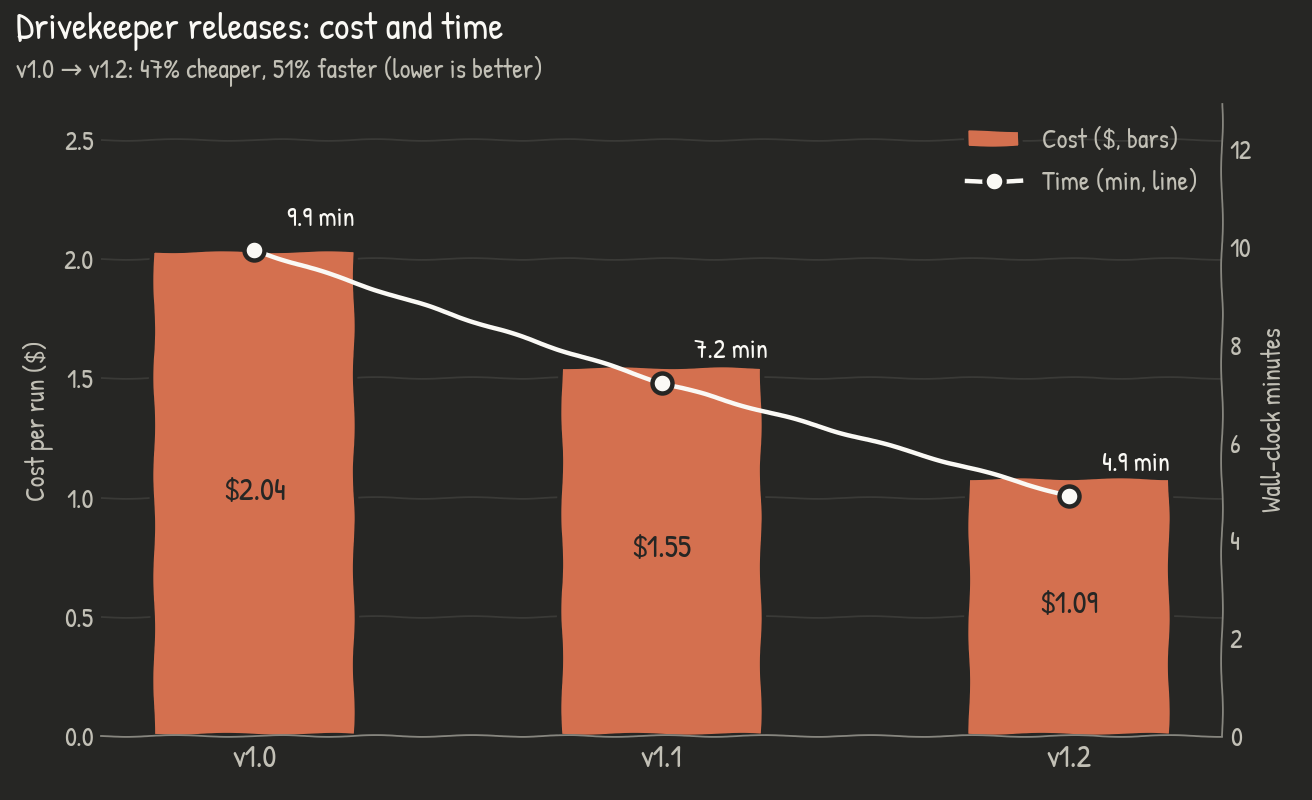 Drivekeeper releases: cost and time
v1.0 → v1.2: 47% cheaper, 51% faster (lower is better)
Cost ($, bars)
Time (min, line)
2.5
2.0
1.5
1.0
0.5
0.0
Cost per run ($)
9.9 min
7.2 min
4.9 min
$2.04
$1.55
$1.09
12
10
8
6
4
2
0
Wall-clock minutes
v1.0
v1.1
v1.2